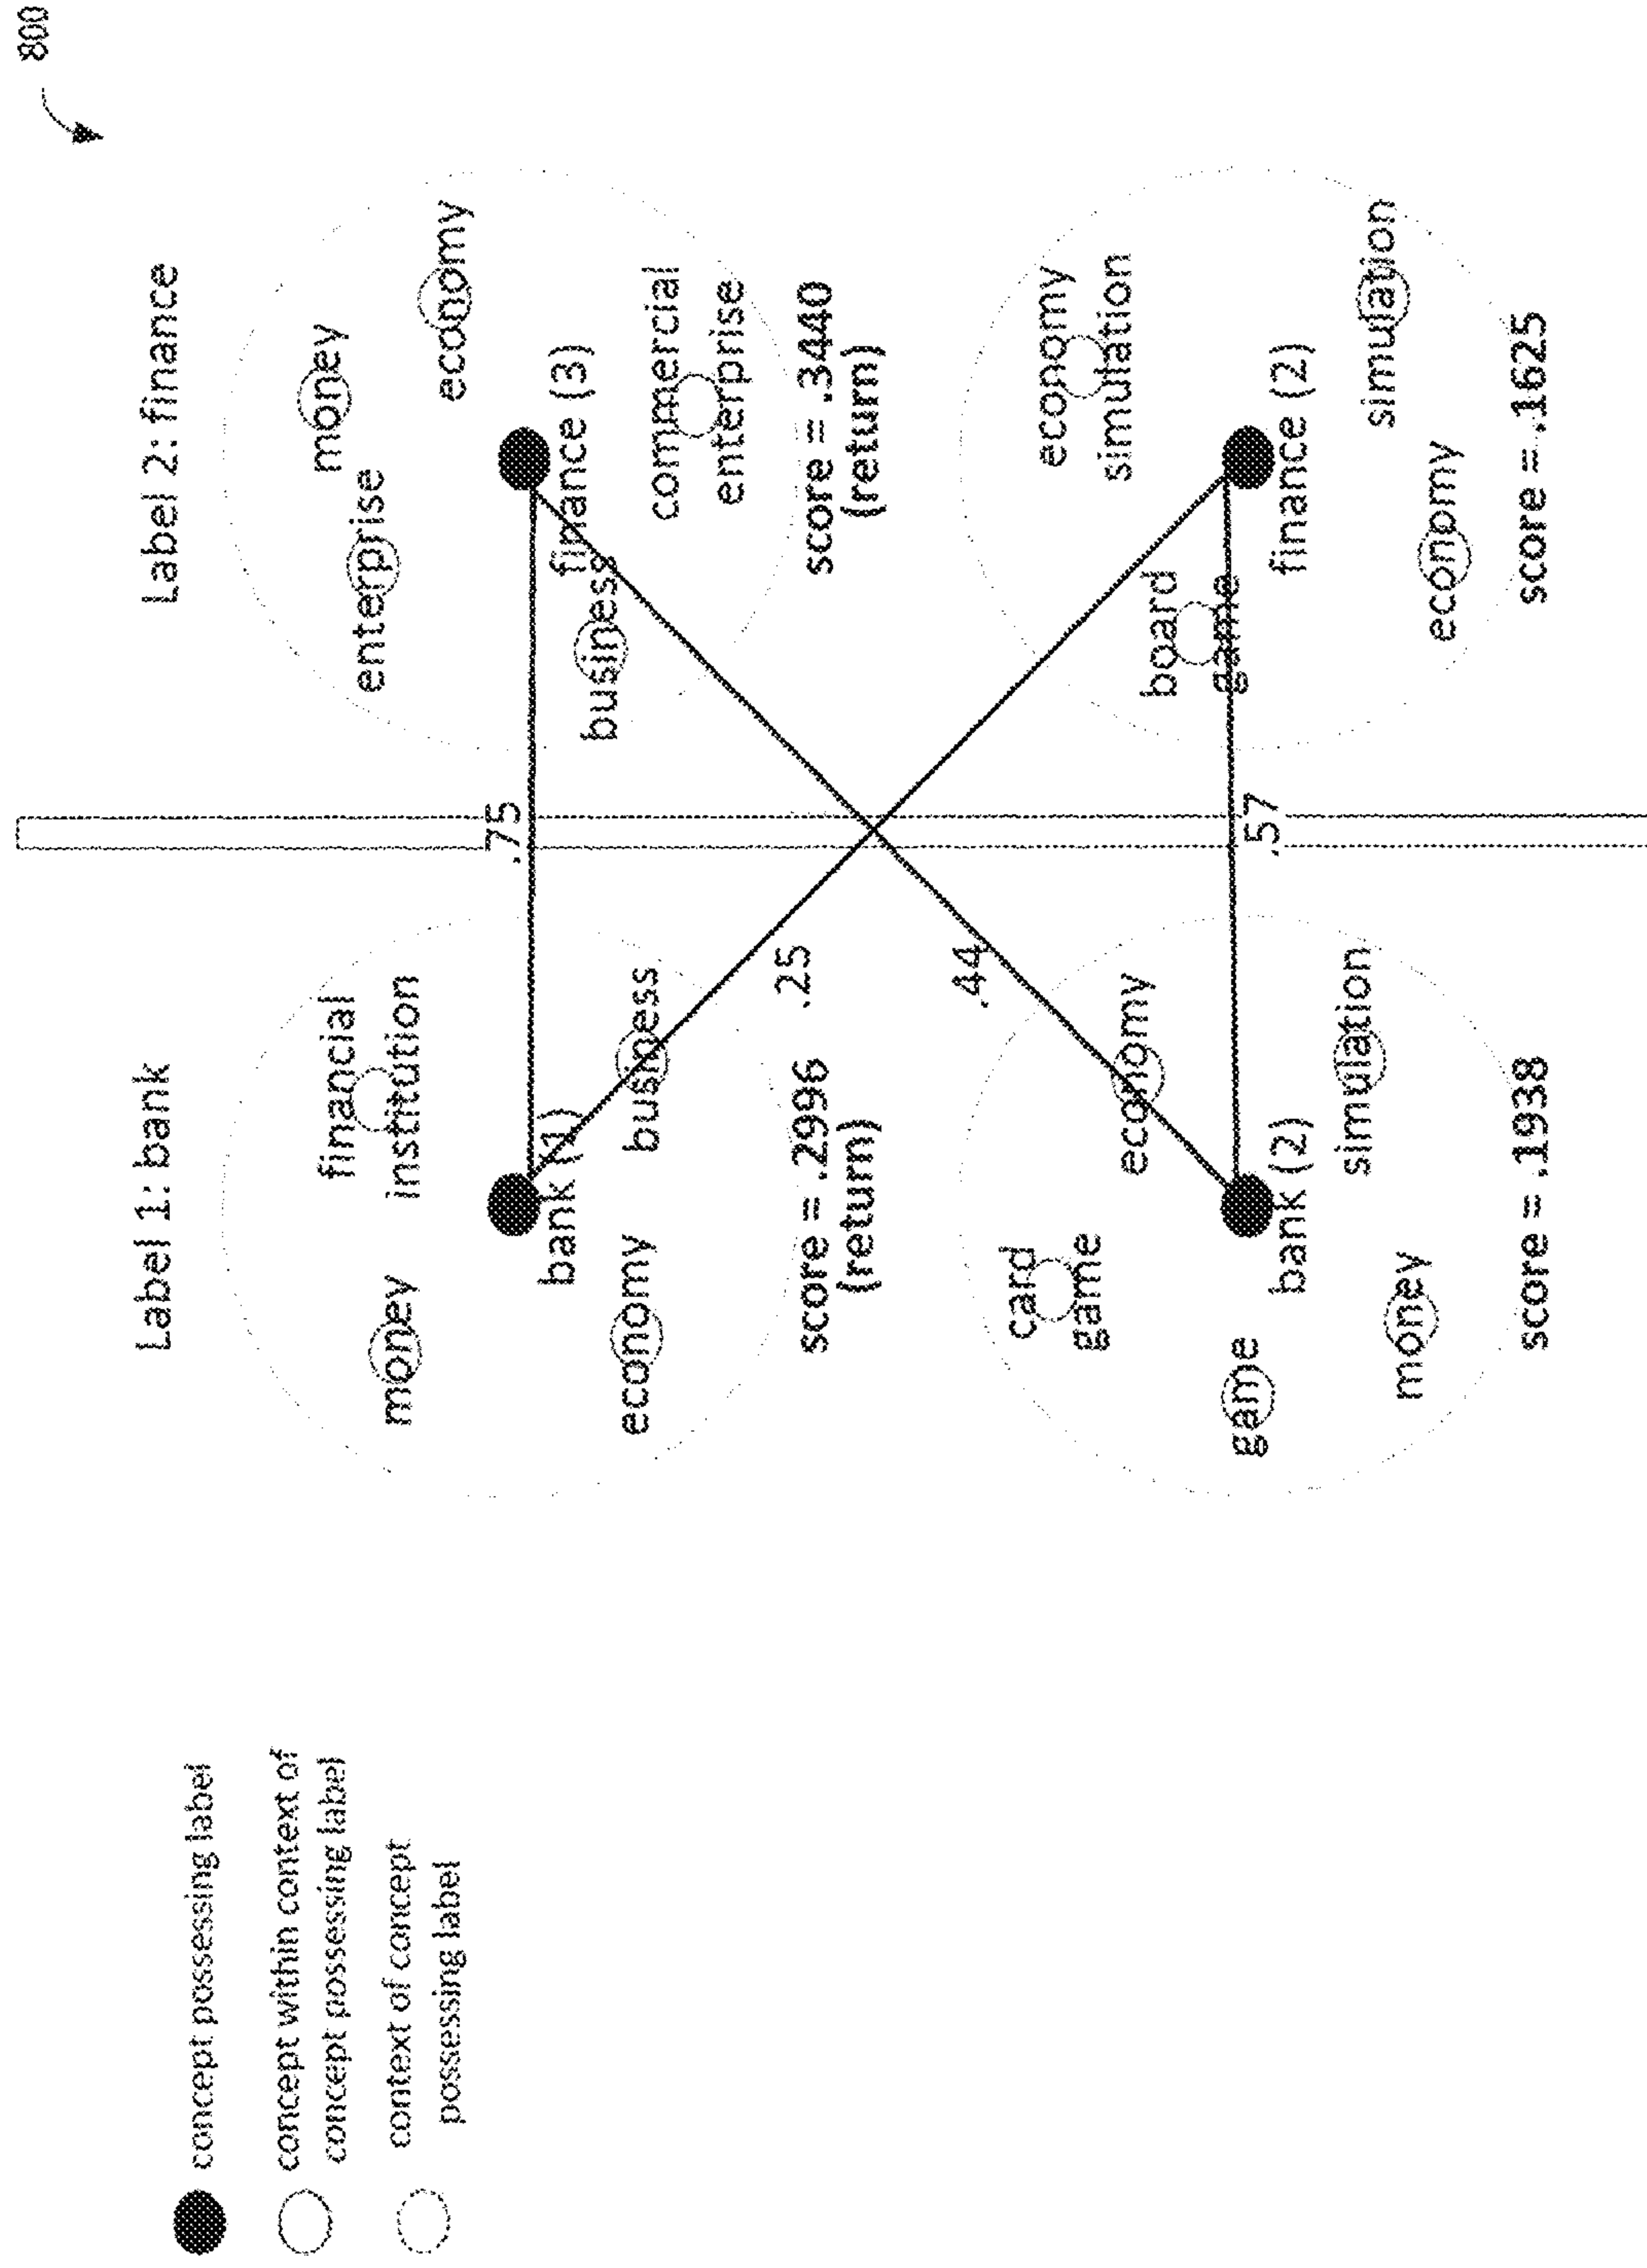 800
concept possessing label
concept within context of
concept possessing label
context of concept
possessing label
Label 1: bank
financial
institution
money
bank (1)
business
economy
score = .2996
(return)
card
game
economy
game
bank (2)
simulation
money
score = .1938
.75
.25
.44
.57
Label 2: finance
money
enterprise
economy
finance (3)
business
commercial
enterprise
score = .3440
(return)
economy
simulation
board
game
finance (2)
simulation
economy
score = .1625